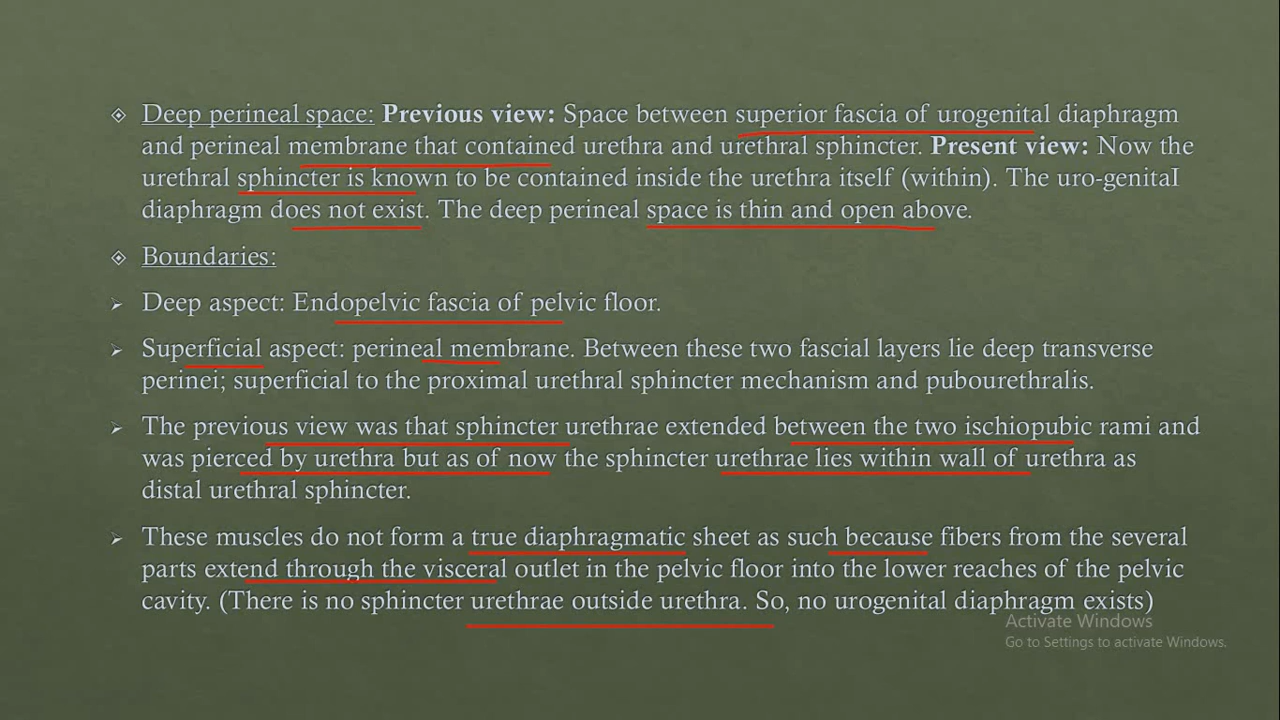 Deep perineal space: Previous view: Space between superior fascia of urogenital diaphragm
and perineal membrane that contained urethra and urethral sphincter. Present view: Now the
urethral sphincter is known to be contained inside the urethra itself (within). The uro-genital
diaphragm does not exist. The deep perineal space is thin and open above.
Boundaries:
Deep aspect: Endopelvic fascia of pelvic floor.
Superficial aspect: perineal membrane. Between these two fascial layers lie deep transverse
perinei; superficial to the proximal urethral sphincter mechanism and pubourethralis.
The previous view was that sphincter urethrae extended between the two ischiopubic rami and
was pierced by urethra but as of now the sphincter urethrae lies within wall of urethra as
distal urethral sphincter.
These muscles do not form a true diaphragmatic sheet as such because fibers from the several
parts extend through the visceral outlet in the pelvic floor into the lower reaches of the pelvic
cavity. (There is no sphincter urethrae outside urethra. So, no urogenital diaphragm exists)
Activate Windows
Go to Settings to activate Windows.